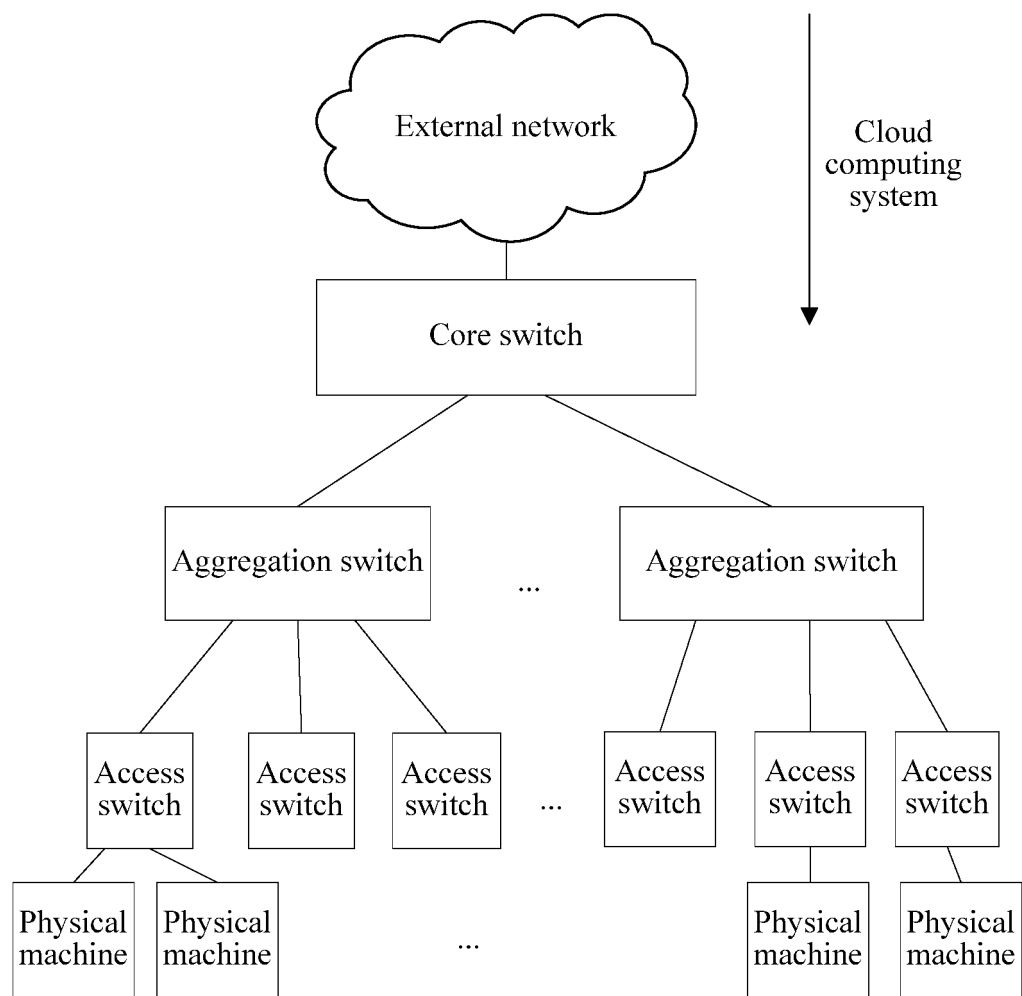 External network
Cloud
computing
system
Core switch
Aggregation switch
...
Aggregation switch
Access
switch
Access
switch
Access
switch
...
Access
switch
Access
switch
Access
switch
Physical
machine
Physical
machine
...
Physical
machine
Physical
machine